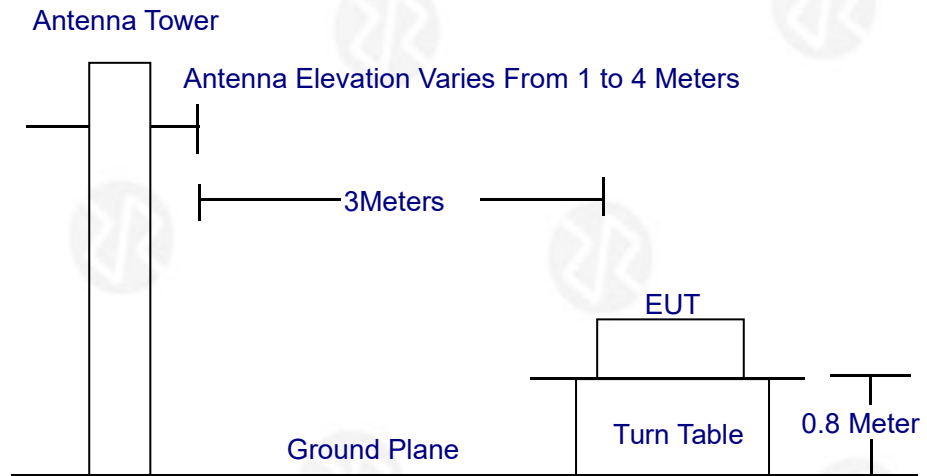 Antenna Tower
Antenna Elevation Varies From 1 to 4 Meters
3Meters
EUT
0.8 Meter
Turn Table
Ground Plane